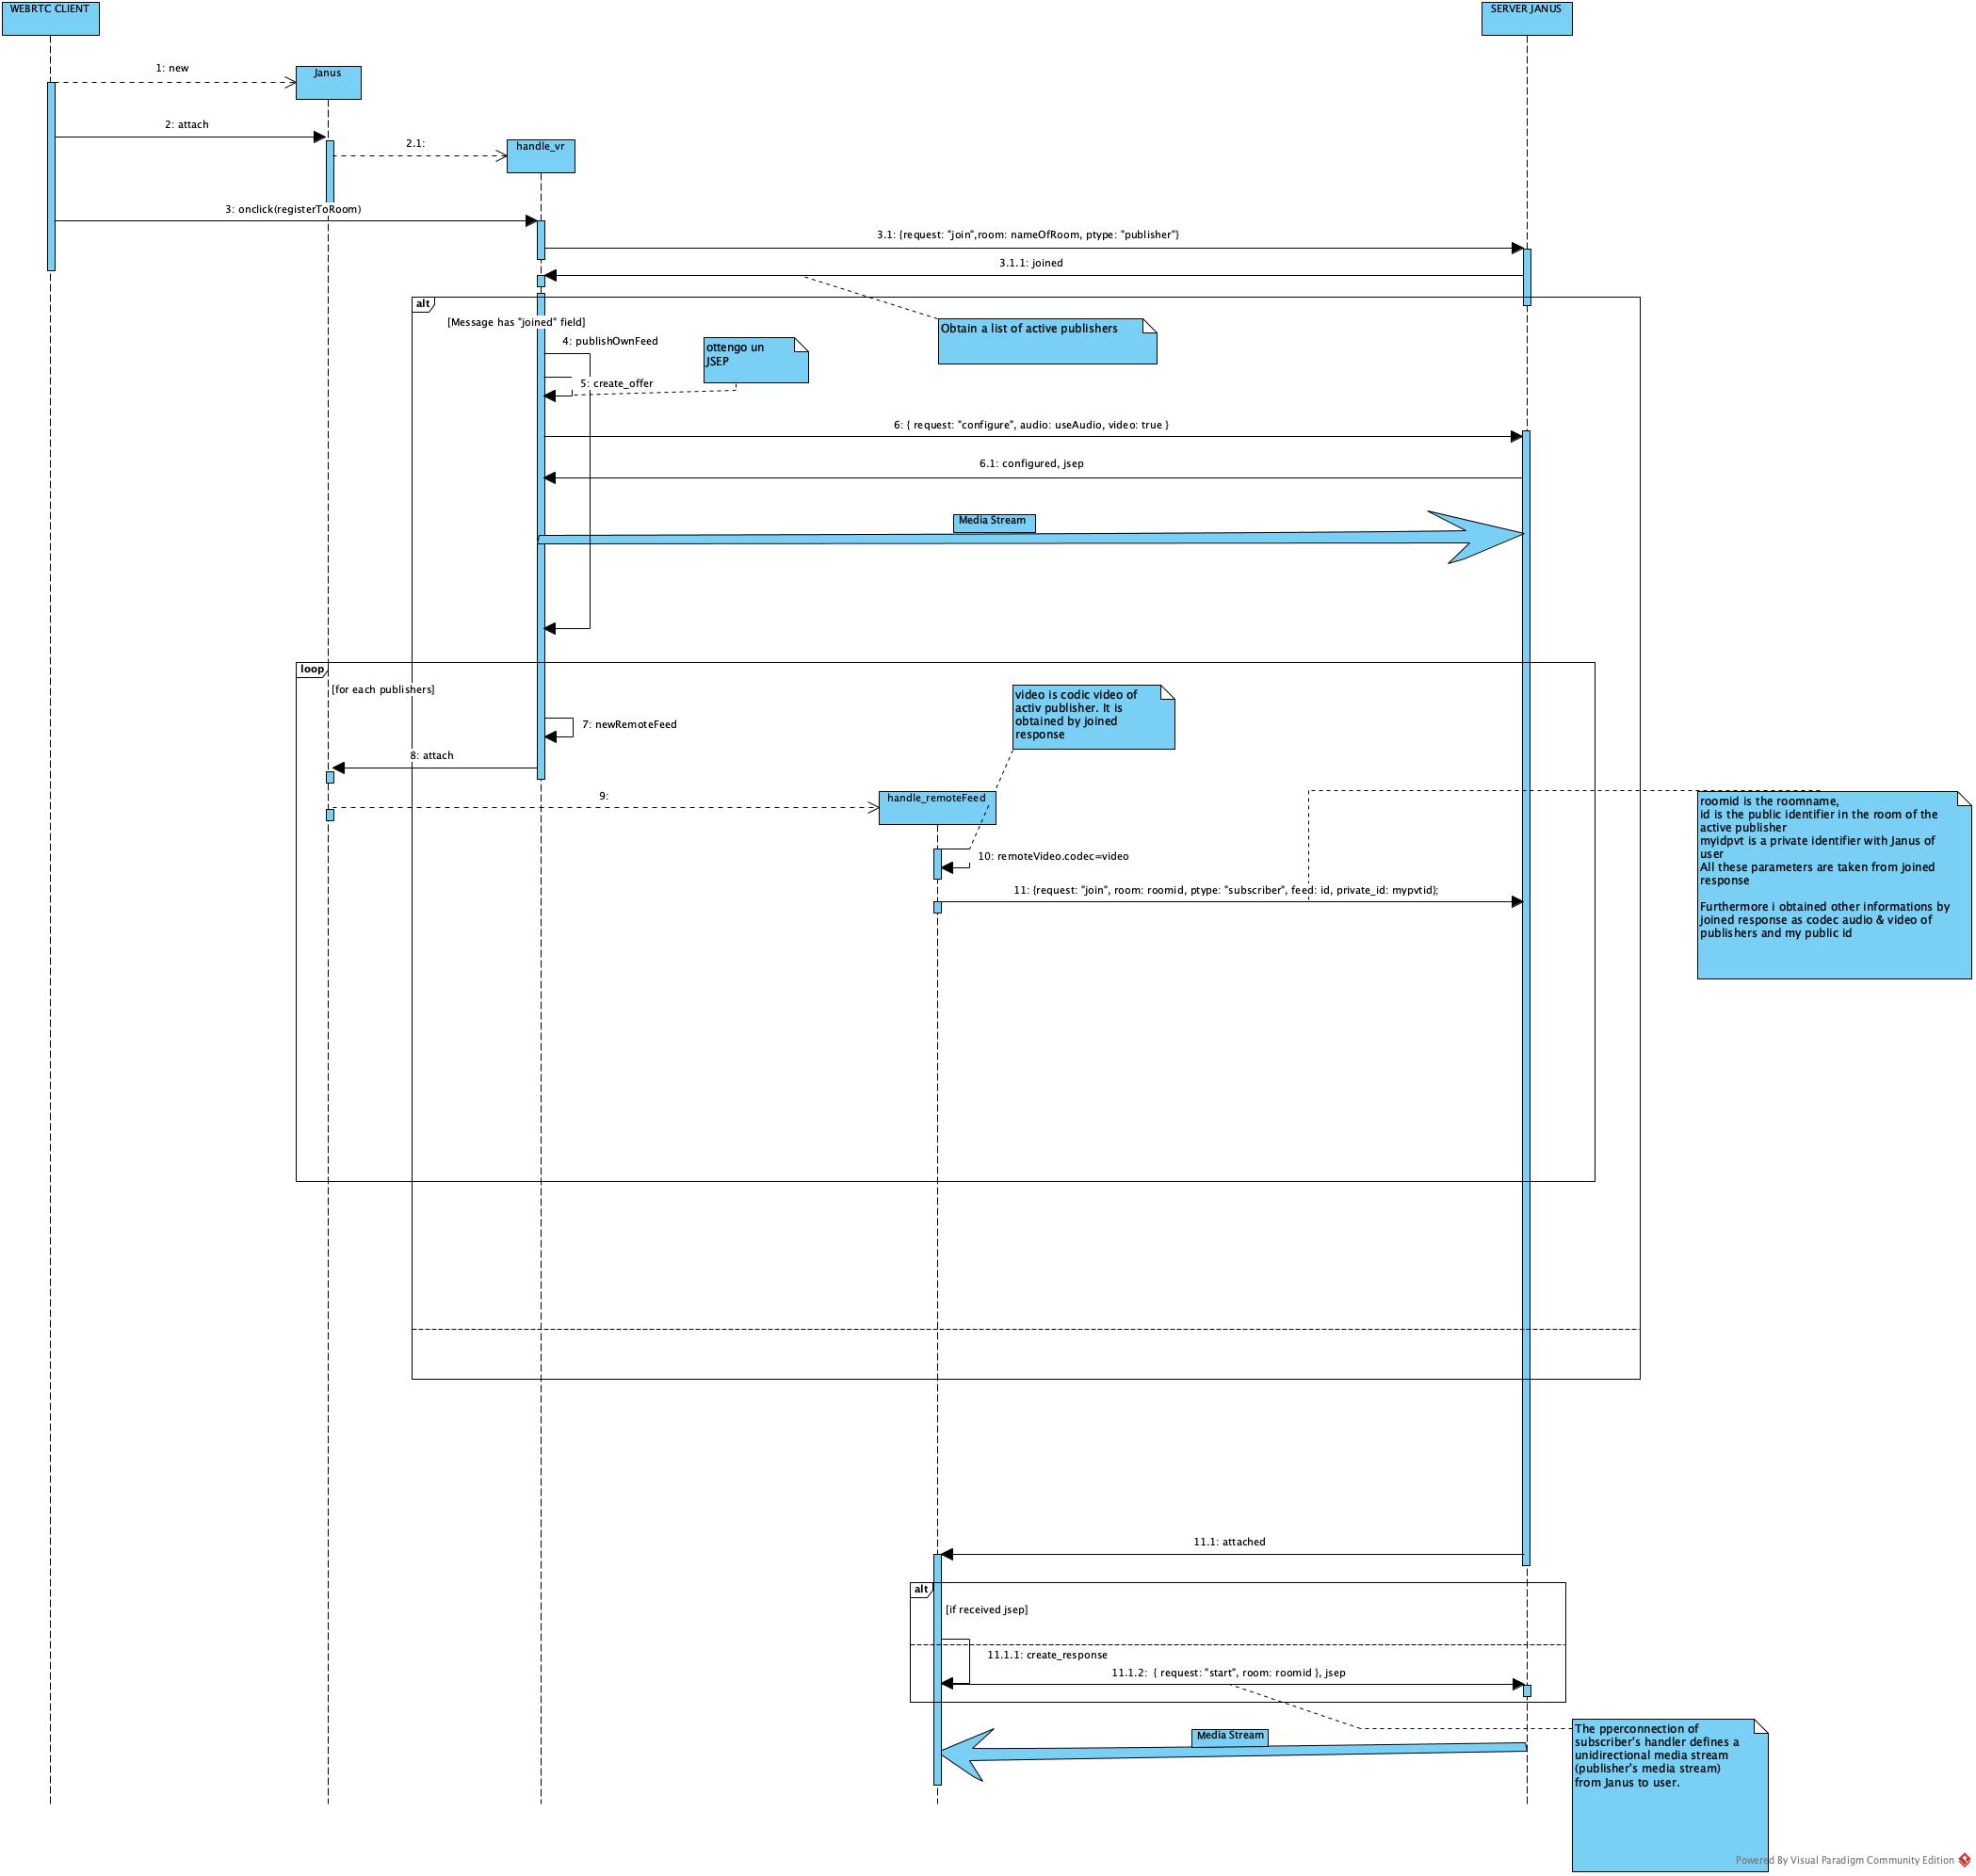 WEBRTC CLIENT
SERVER JANUS
1: new
Janus
2: attach
2.1:
handle_vr
3: onclick(registerToRoom)
3.1: {request: "join",room: nameOfRoom, ptype: "publisher"}
3.1.1: joined
alt
[Message has "joined" field]
Obtain a list of active publishers
4: publishOwnFeed
ottengo un
JSEP
5: create_offer
6: { request: "configure", audio: useAudio, video: true }
6.1: configured, jsep
Media Stream
loop
[for each publishers]
video is codic video of
activ publisher. It is
obtained by joined
response
7: newRemoteFeed
8: attach
9:
handle_remoteFeed
roomid is the roomname,
id is the public identifier in the room of the
active publisher
myidpvt is a private identifier with Janus of
user
All these parameters are taken from joined
response
Furthermore i obtained other informations by
joined response as codec audio & video of
publishers and my public id
10: remoteVideo.codec=video
11: {request: "join", room: roomid, ptype: "subscriber", feed: id, private_id: mypvtid};
11.1: attached
alt
[if received jsep]
11.1.1: create_response
11.1.2: { request: "start", room: roomid }, jsep
Media Stream
The pperconnection of
subscriber's handler defines a
unidirectional media stream
(publisher's media stream)
from Janus to user.
Powered By Visual Paradigm Community Edition